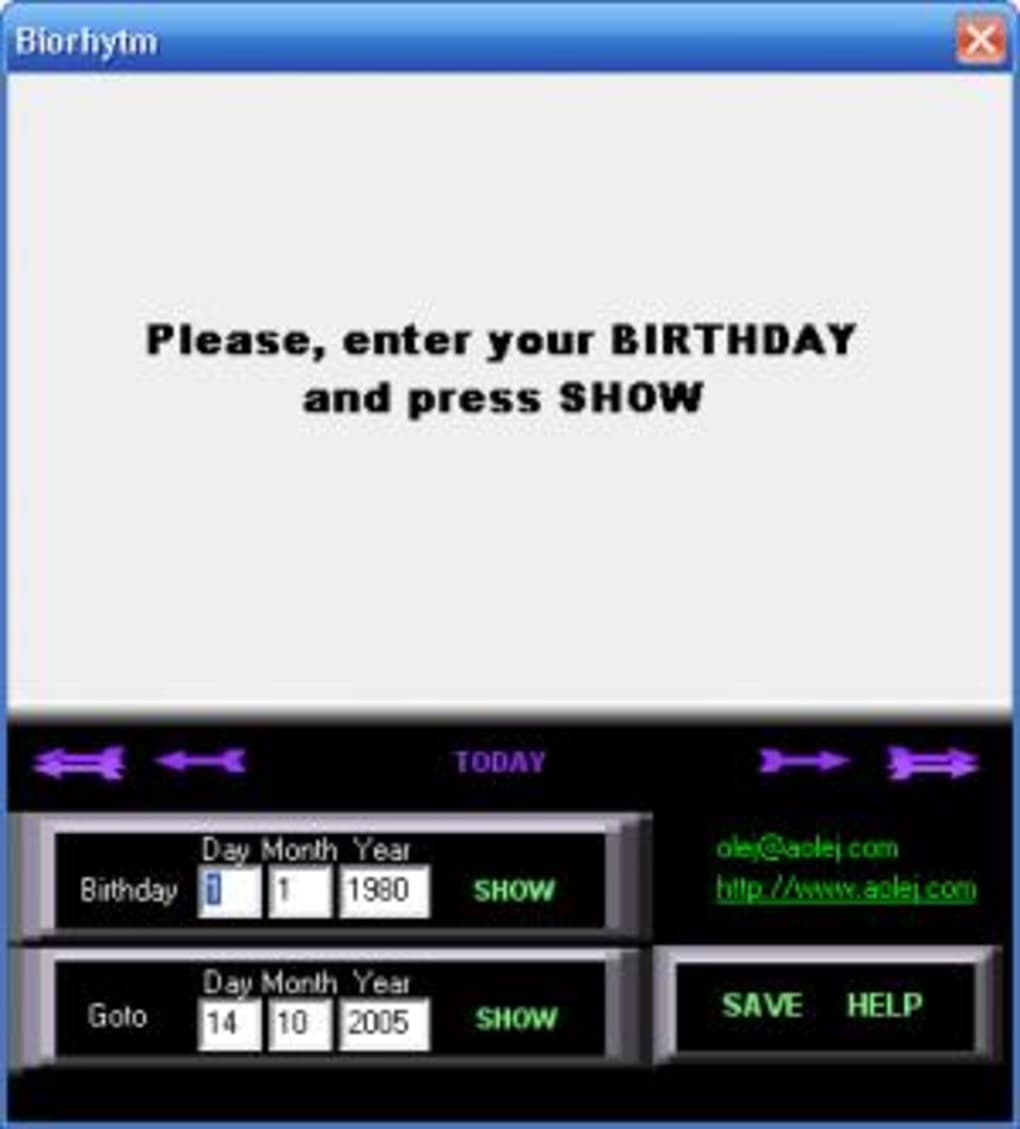 Biorhytm
Please, enter your BIRTHDAY
and press SHOW
TODAY
Day Month Year
Birthday 1 1 1980 SHOW
olej@aolej.com
http://www.aolej.com
Day Month Year
Goto 14 10 2005 SHOW
SAVE HELP